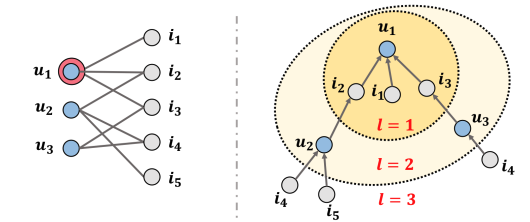 u₁
u₂
u₃
i₁
i₂
i₃
i₄
i₅
u₁
i₂
i₁
i₃
l = 1
u₂
u₃
l = 2
i₄
i₅
l = 3
i₄